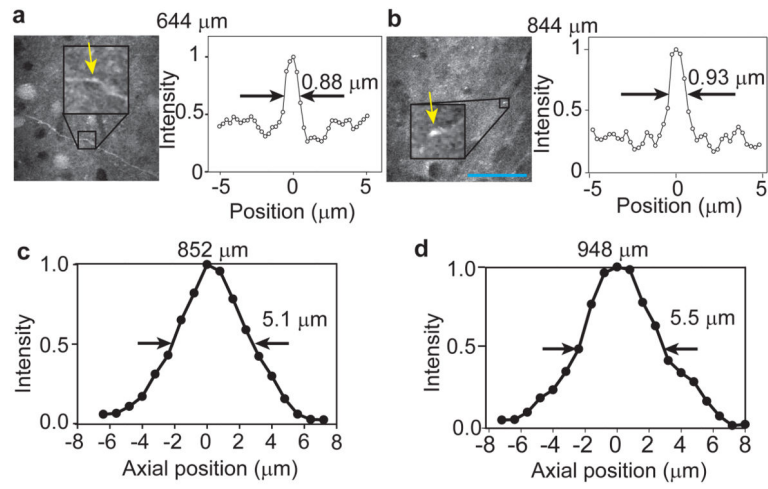 a
644 μm
1
0.5
0
Intensity
0.88 μm
-5
0
5
Position (μm)
b
844 μm
1
0.5
0
Intensity
0.93 μm
-5
0
5
Position (μm)
c
852 μm
1.0
0.5
0.0
Intensity
5.1 μm
-8
-6
-4
-2
0
2
4
6
8
Axial position (μm)
d
948 μm
1.0
0.5
0.0
Intensity
5.5 μm
-8
-6
-4
-2
0
2
4
6
8
Axial position (μm)